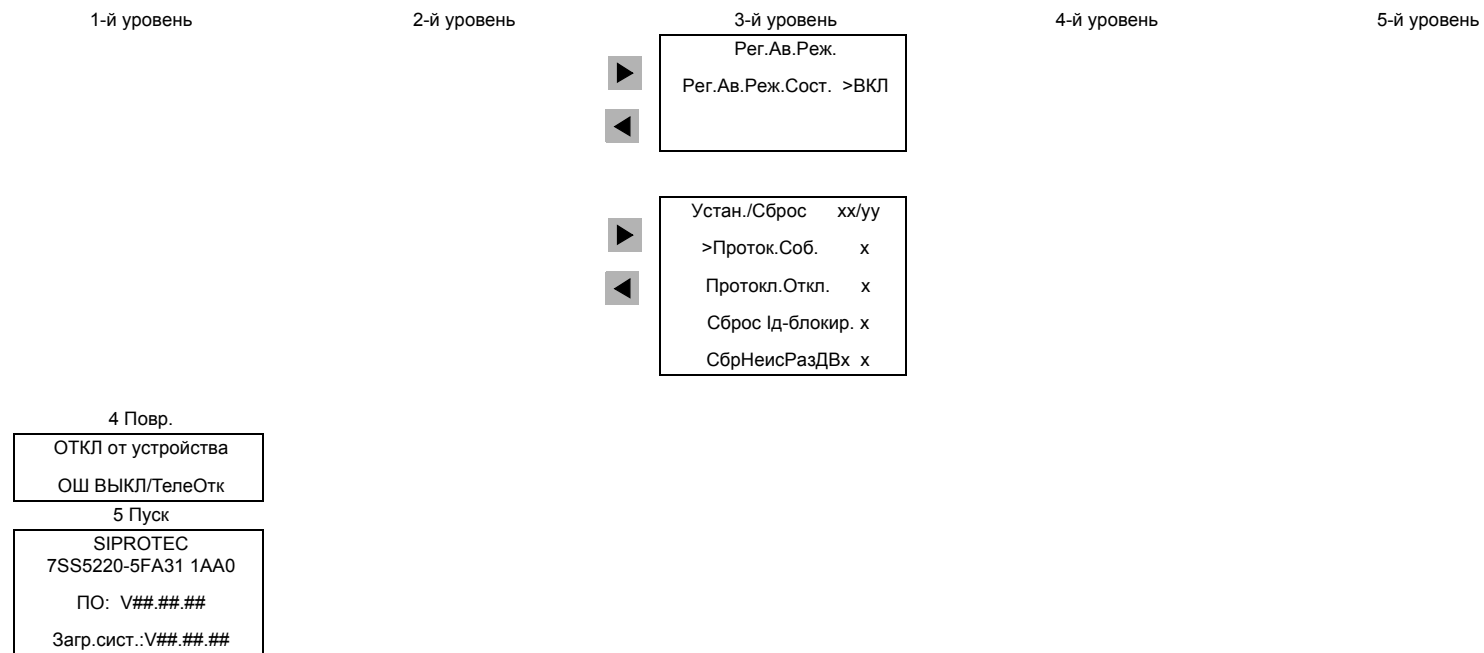 1-й уровень 2-й уровень 3-й уровень 4-й уровень 5-й уровень
Рег.Ав.Реж.
Рег.Ав.Реж.Сост. >ВКЛ
Устан./Сброс xx/yy
>Проток.Соб. x
Протокл.Откл. x
Сброс Iд-блокир. x
СбрНеисРазДВх x
4 Повр.
ОТКЛ от устройства
ОШ ВЫКЛ/ТелеОтк
5 Пуск
SIPROTEC
7SS5220-5FA31 1AA0
ПО: V##.##.##
Загр.сист.:V##.##.##